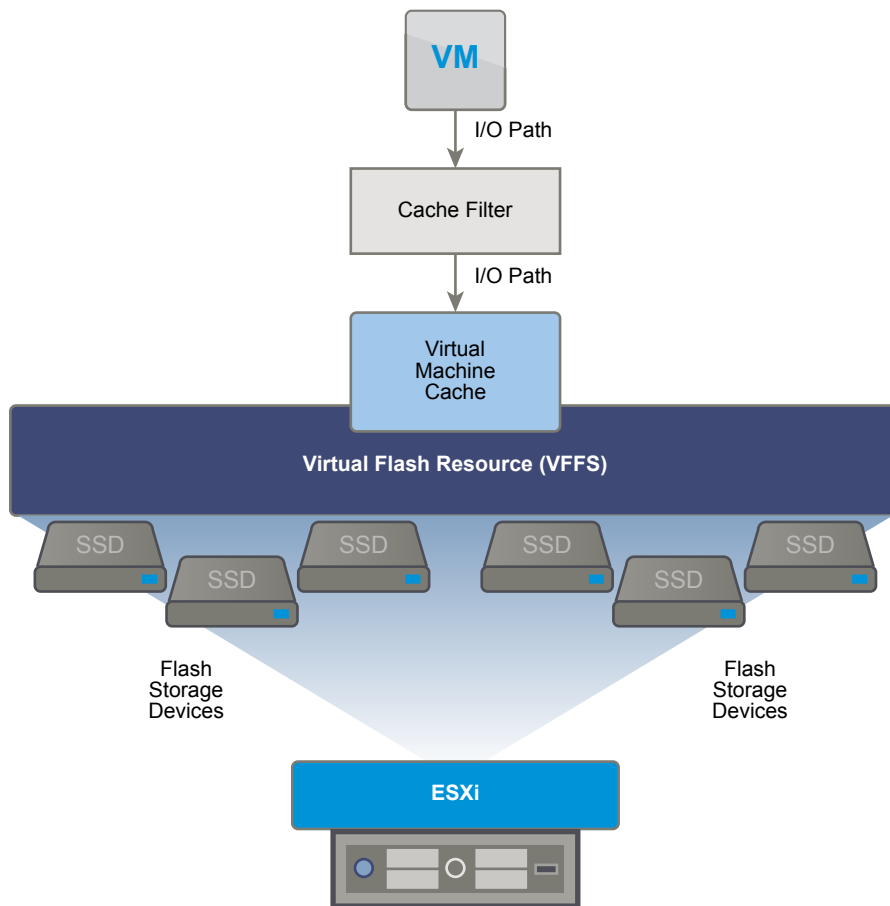 VM
I/O Path
Cache Filter
I/O Path
Virtual
Machine
Cache
Virtual Flash Resource (VFFS)
SSD
SSD
SSD
SSD
SSD
SSD
Flash
Storage
Devices
Flash
Storage
Devices
ESXi